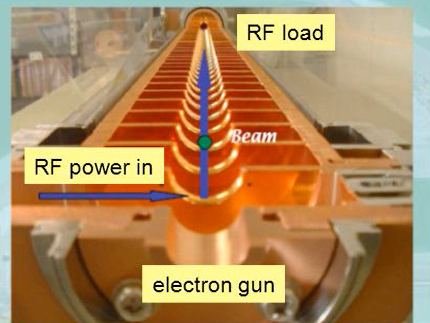 RF load
Beam
RF power in
electron gun